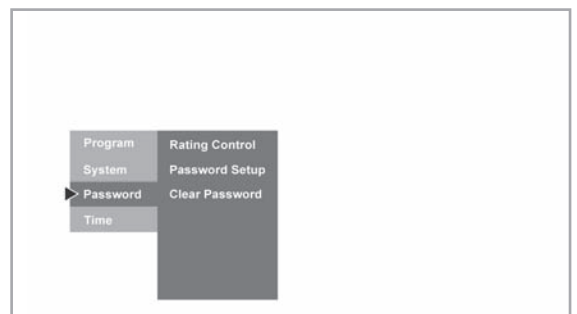 Program
System
Password
Time
Rating Control
Password Setup
Clear Password